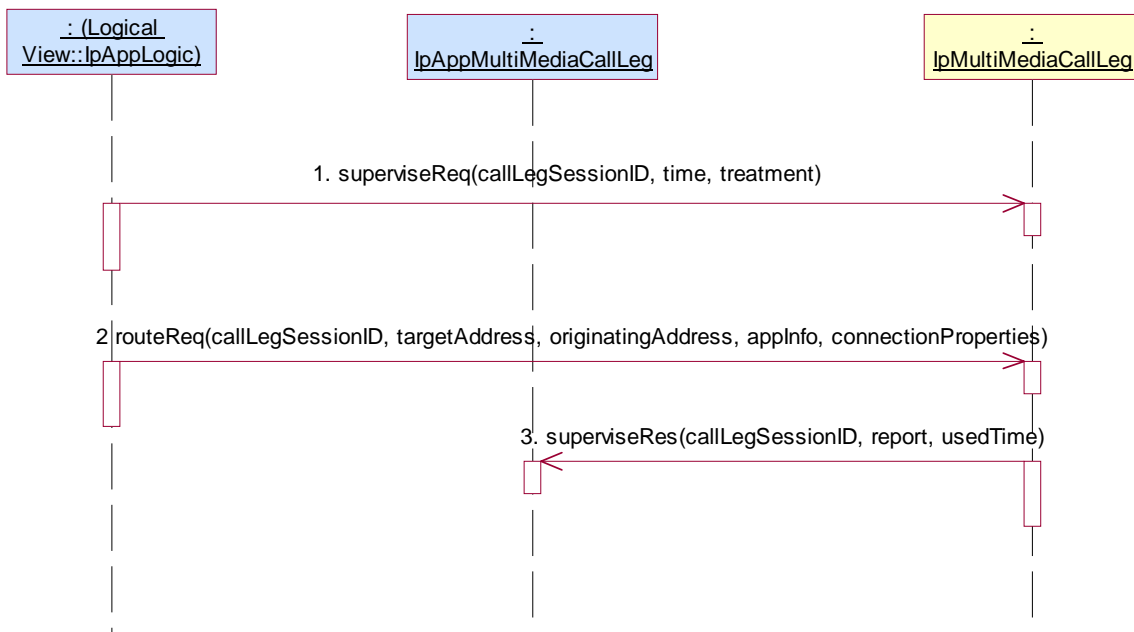 : (Logical
View::IpAppLogic)
:
IpAppMultiMediaCallLeg
:
IpMultiMediaCallLeg
1. superviseReq(callLegSessionID, time, treatment)
2 routeReq(callLegSessionID, targetAddress, originatingAddress, appInfo, connectionProperties)
3. superviseRes(callLegSessionID, report, usedTime)